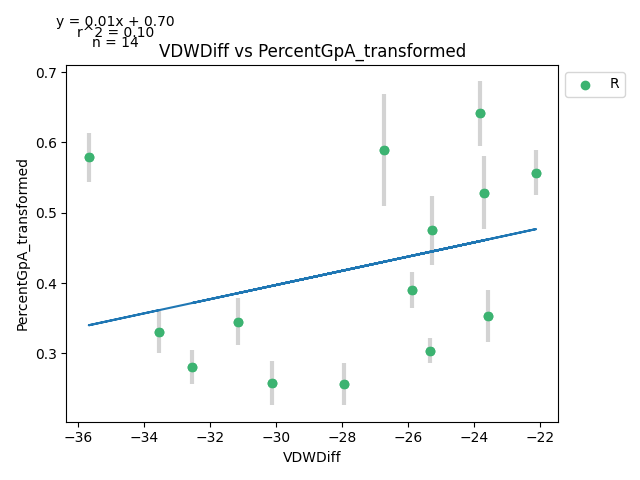 y = 0.01x + 0.70
r^2 = 0.10
n = 14
VDWDiff vs PercentGpA_transformed
R
PercentGpA_transformed
0.7
0.6
0.5
0.4
0.3
−36 −34 −32 −30 −28 −26 −24 −22
VDWDiff